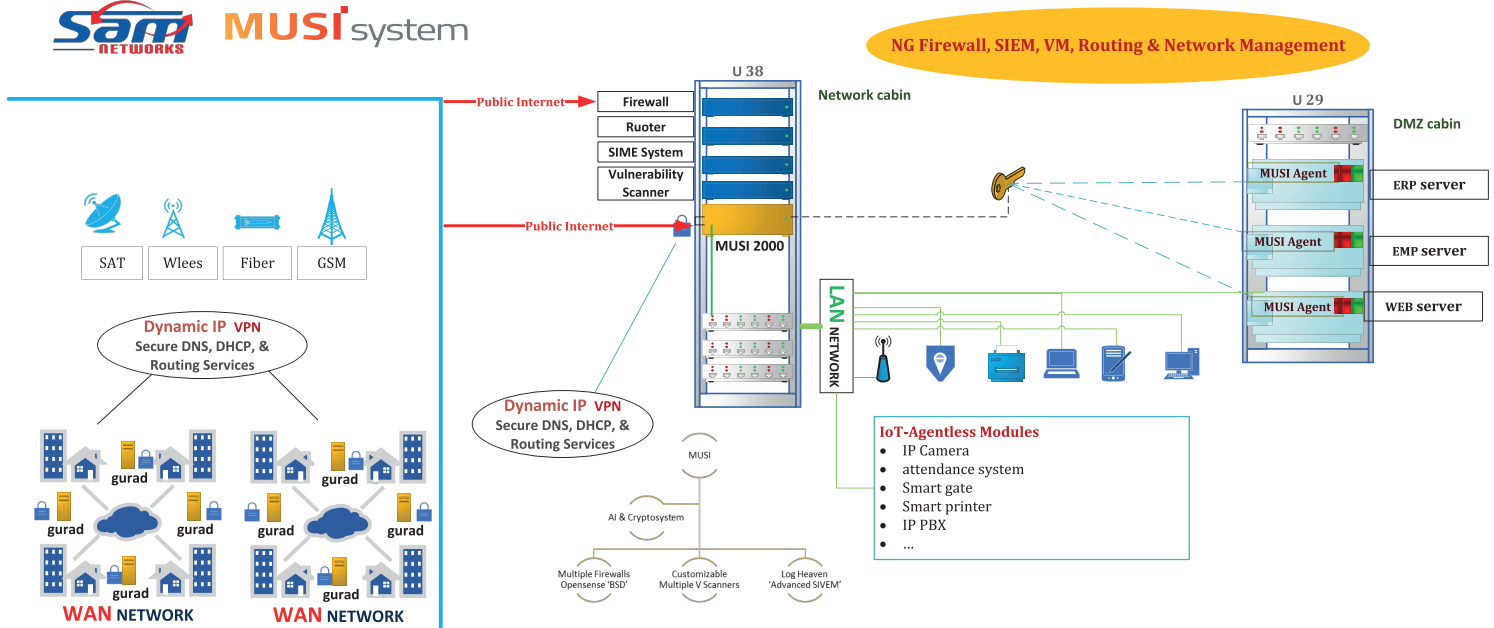 Sam
NETWORKS
MUSi system
NG Firewall, SIEM, VM, Routing & Network Management
U 38
Network cabin
Public Internet
Firewall
Ruoter
SIME System
Vulnerability
Scanner
Public Internet
MUSI 2000
U 29
DMZ cabin
MUSI Agent
ERP server
MUSI Agent
EMP server
MUSI Agent
WEB server
SAT
Wlees
Fiber
GSM
LAN NETWORK
Dynamic IP VPN
Secure DNS, DHCP, &
Routing Services
Dynamic IP VPN
Secure DNS, DHCP, &
Routing Services
gurad
gurad
gurad
gurad
WAN NETWORK
gurad
gurad
gurad
gurad
WAN NETWORK
MUSI
AI & Cryptosystem
Multiple Firewalls
Opensense 'BSD'
Customizable
Multiple V Scanners
Log Heaven
'Advanced SIVEM'
IoT-Agentless Modules
• IP Camera
• attendance system
• Smart gate
• Smart printer
• IP PBX
• ...